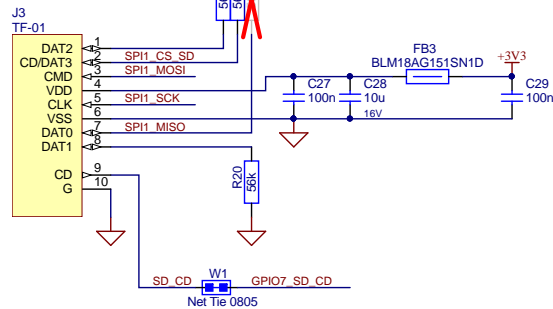 J3
TF-01
DAT2 1
CD/DAT3 2 SPI1_CS_SD
CMD 3 SPI1_MOSI
VDD 4
CLK 5 SPI1_SCK
VSS 6
DAT0 7 SPI1_MISO
DAT1 8
CD 9
G 10
FB3
BLM18AG151SN1D
+3V3
C27
100n
C28
10u
16V
C29
100n
R20
56k
W1
SD_CD GPIO7_SD_CD
Net Tie 0805